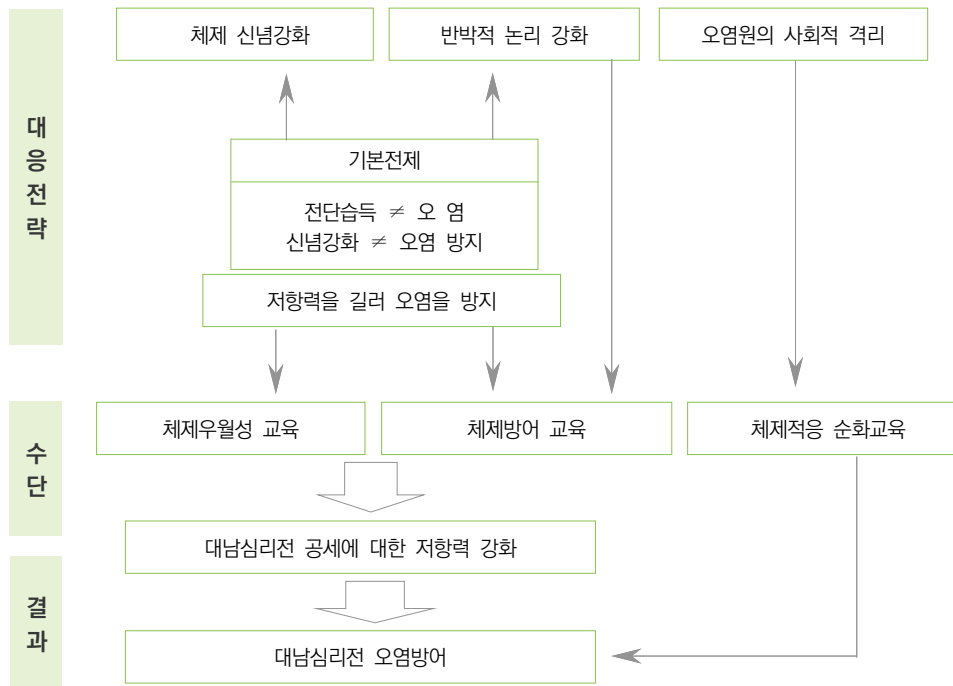 대응전략
체제 신념강화
반박적 논리 강화
오염원의 사회적 격리
기본전제
전단습득 ≠ 오 염
신념강화 ≠ 오염 방지
저항력을 길러 오염을 방지
수단
체제우월성 교육
체제방어 교육
체제적응 순화교육
대남심리전 공세에 대한 저항력 강화
결과
대남심리전 오염방어